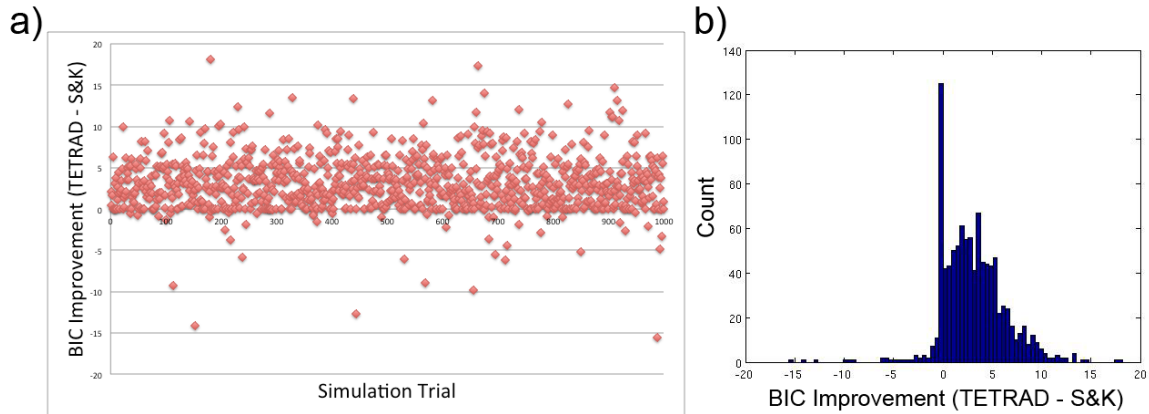 a)
BIC Improvement (TETRAD - S&K)
20
15
10
5
0
-5
-10
-15
-20
0 100 200 300 400 500 600 700 800 900 1000
Simulation Trial
b)
Count
140
120
100
80
60
40
20
0
-20 -15 -10 -5 0 5 10 15 20
BIC Improvement (TETRAD - S&K)